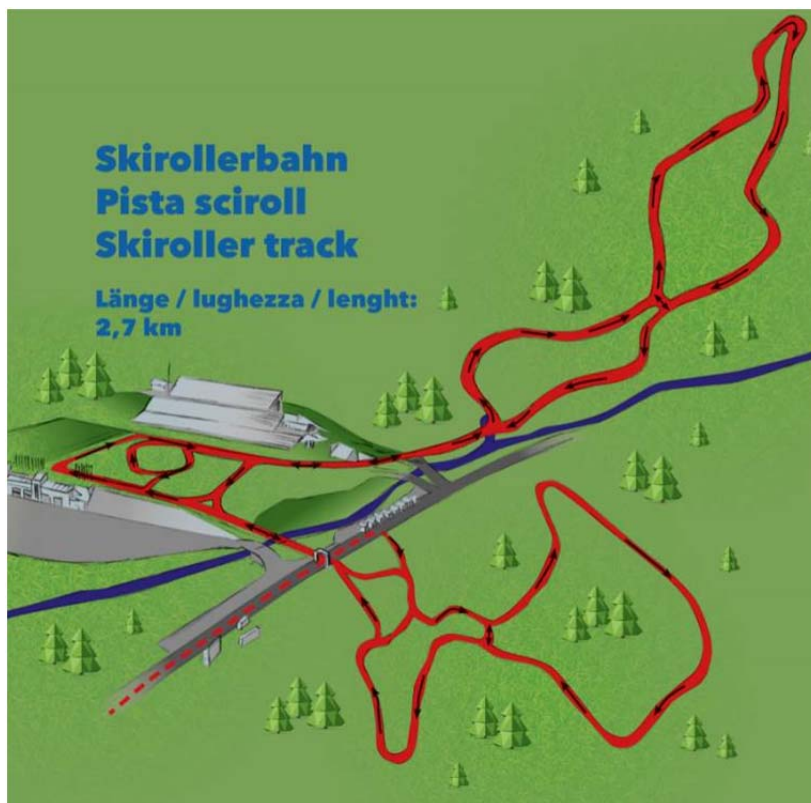 Skirollerbahn
Pista sciroll
Skiroller track
Länge / lughezza / lenght:
2,7 km